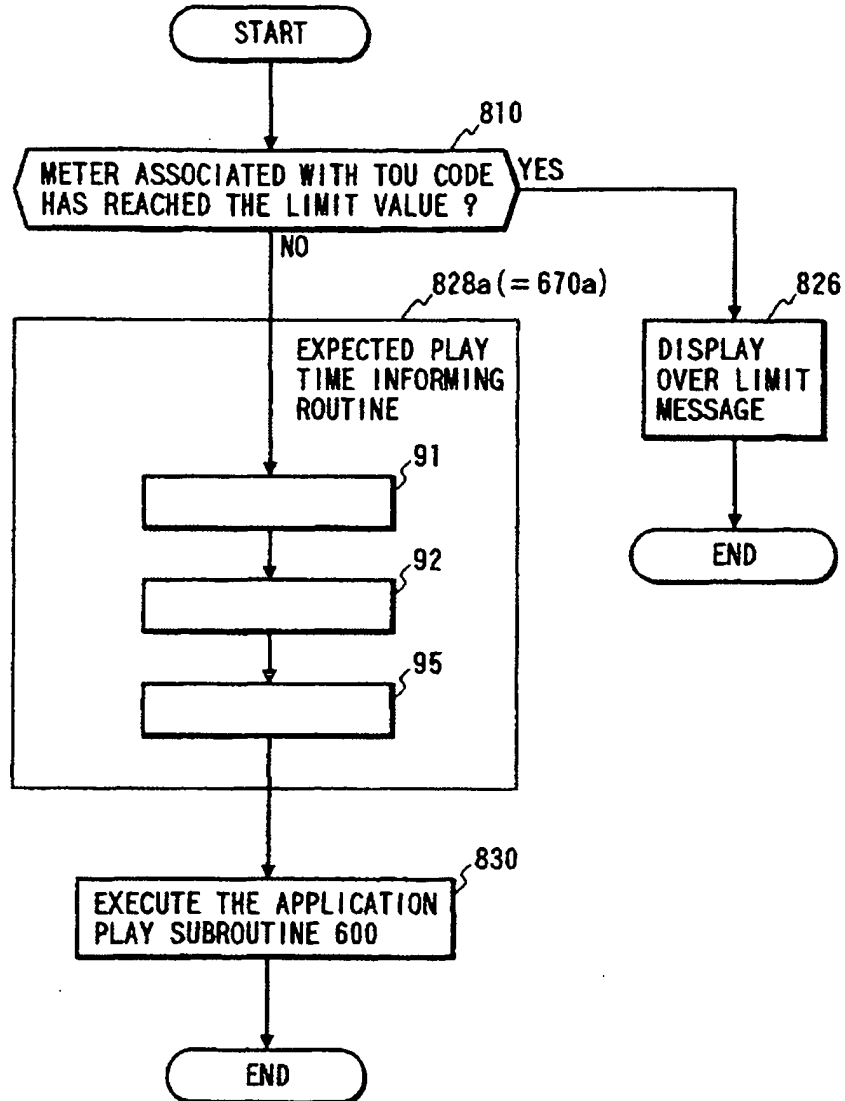 START
810
METER ASSOCIATED WITH TOU CODE
HAS REACHED THE LIMIT VALUE ?
YES
NO
828a(=670a)
826
EXPECTED PLAY
TIME INFORMING
ROUTINE
DISPLAY
OVER LIMIT
MESSAGE
91
END
92
95
830
EXECUTE THE APPLICATION
PLAY SUBROUTINE 600
END